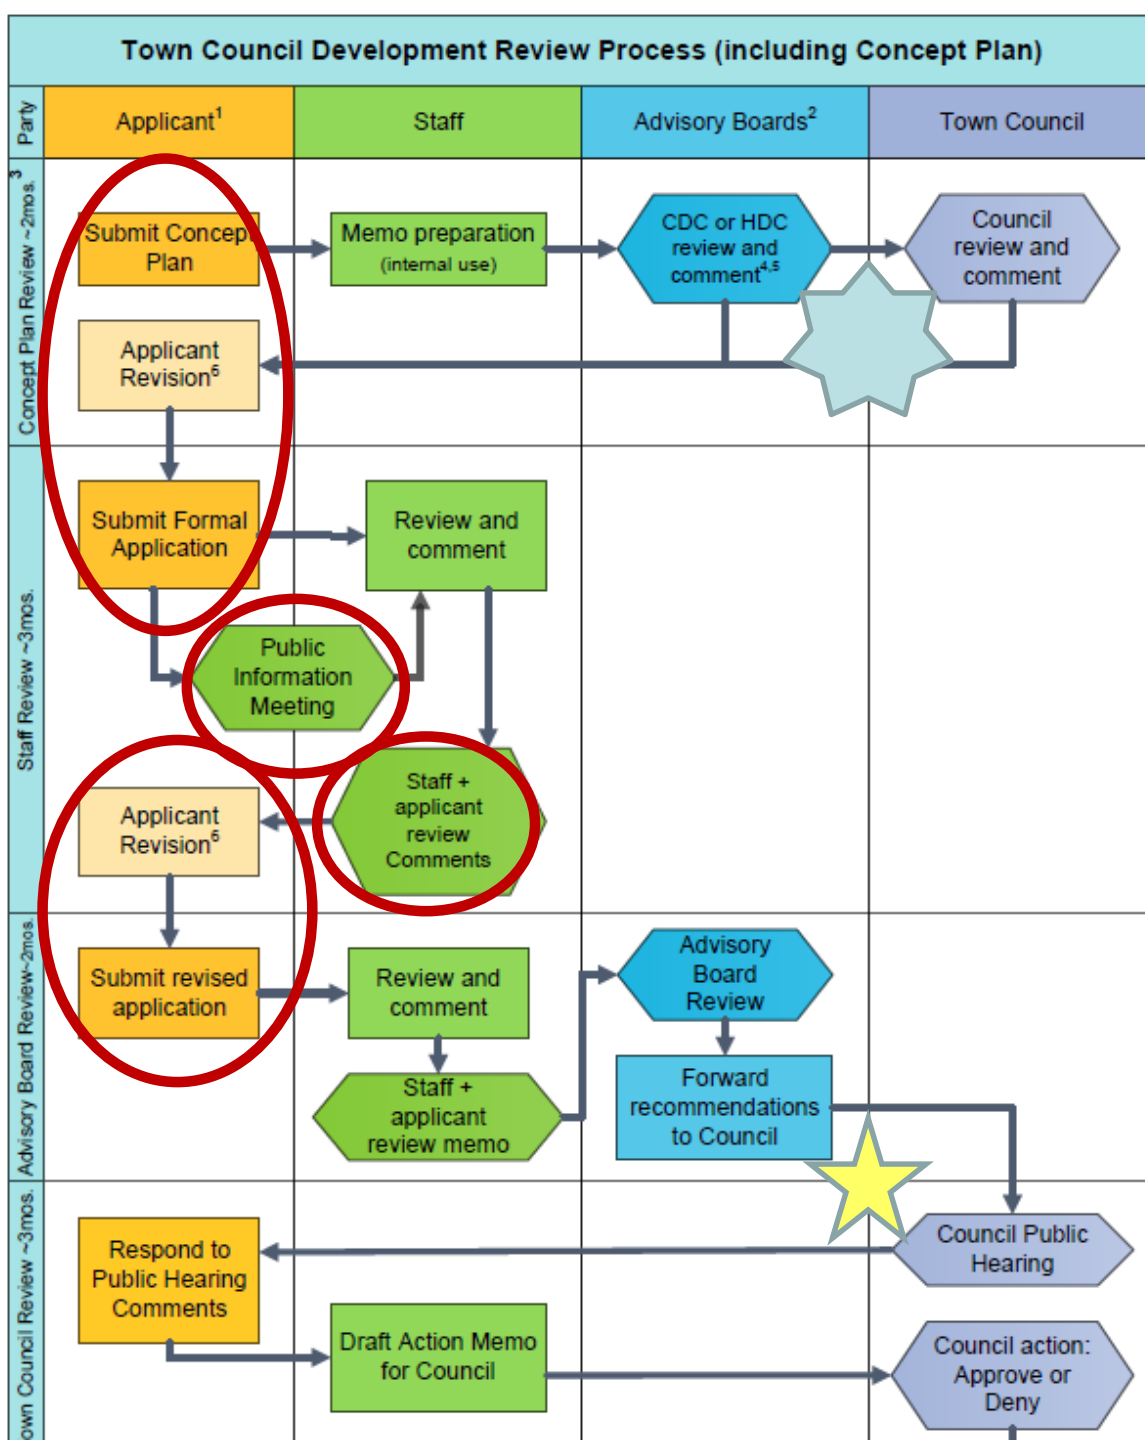 Town Council Development Review Process (including Concept Plan)
Party
Applicant1
Staff
Advisory Boards2
Town Council
Concept Plan Review ~2mos.3
Submit Concept
Plan
Memo preparation
(internal use)
CDC or HDC
review and
comment4,5
Council
review and
comment
Applicant
Revision6
Staff Review ~3mos.
Submit Formal
Application
Review and
comment
Public
Information
Meeting
Staff +
applicant
review
Comments
Applicant
Revision6
Advisory Board Review~2mos.
Submit revised
application
Review and
comment
Staff +
applicant
review memo
Advisory
Board
Review
Forward
recommendations
to Council
own Council Review ~3mos.
Council Public
Hearing
Respond to
Public Hearing
Comments
Draft Action Memo
for Council
Council action:
Approve or
Deny